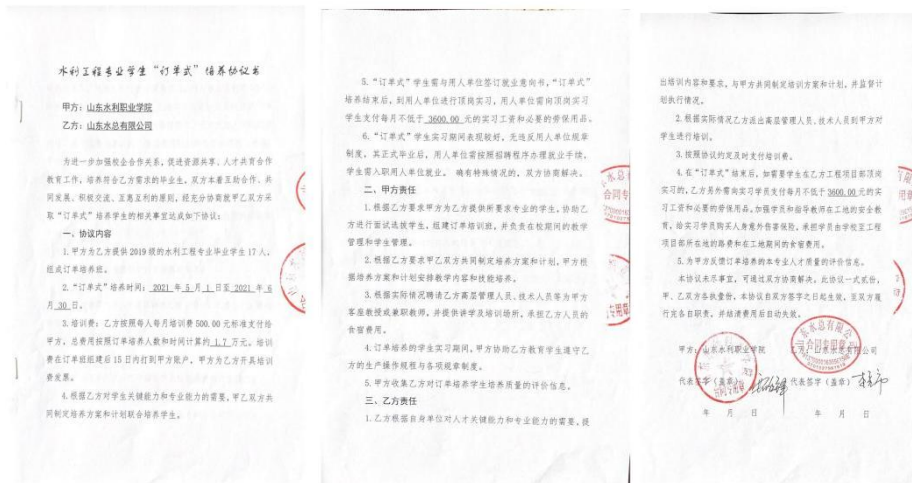 水利工程专业学生“订单式”培养协议书
甲方：山东水利职业学院
乙方：山东水总有限公司
为进一步加强校企合作关系，促进资源共享、人才共育合作
教育工作，培养符合乙方需求的毕业生。双方本着互助合作、共
同发展、积极交流、互惠互利的原则，经充分协商就甲乙双方采
取“订单式”培养学生的相关事宜达成如下协议：
一、协议内容
1.甲方为乙方提供2019级的水利工程专业毕业学生17人，
组成订单培养班。
2.“订单式”培养时间：2021年5月1日至2021年6
月30日。
3.培训费：乙方按照每人每月培训费500.00元标准支付给
甲方，总费用按照订单培养人数和时间计算的1.7万元。培训
费在订单班组建后15日内打到甲方账户。甲方为乙方开具培训
费发票。
4.根据乙方对学生关键能力和专业能力的需要，甲乙双方共
同制定培养方案和计划联合培养学生。
5.“订单式”学生需与用人单位签订就业意向书，“订单式”
培养结束后，到用人单位进行顶岗实习，用人单位需向顶岗实习
学生支付每月不低于3600.00元的实习工资和必要的劳保用品。
6.“订单式”学生实习期间表现较好，无违反用人单位规章
制度，其正式毕业后，用人单位需按照招聘程序办理就业手续，
学生需入职用人单位就业。确有特殊情况的，双方协商解决。
二、甲方责任
1.根据乙方要求甲方为乙方提供所要求专业的学生，协助乙
方进行面试选拔学生，组建订单培训班，并负责在校期间的教学
管理和学生管理。
2.根据乙方要求甲乙双方共同制定培养方案和计划，甲方根
据培养方案和计划安排教学内容和技能培养。
3.根据实际情况聘请乙方高层管理人员、技术人员等为甲方
客座教授或兼职教师，并提供讲学及培训场所，承担乙方人员的
食宿费用。
4.订单培养的学生实习期间，甲方协助乙方教育学生遵守乙
方的生产操作规程与各项规章制度。
5.甲方收集乙方对订单培养学生培养质量的评价信息。
三、乙方责任
1.乙方根据自身单位对人才关键能力和专业能力的需要，提
出培训内容和要求，与甲方共同制定培训方案和计划，并监督计
划执行情况。
2.根据实际情况乙方派出高层管理人员、技术人员到甲方对
学生进行培训。
3.按照协议约定及时支付培训费。
4.在“订单式”结束后，如需要学生在乙方工程项目部顶岗
实习的，乙方另外需向实习学员支付每月不低于3600.00元的实
习工资和必要的劳保用品。加强学员和指导教师在工地的安全教
育，给实习学员购买人身意外伤害保险，承担学员由学校至工程
项目部所在地的路费和在工地期间的食宿费用。
5.为甲方反馈订单培养的本专业人才质量的评价信息。
本协议未尽事宜，可通过双方协商解决。此协议一式贰份，
甲、乙双方各执壹份，本协议自双方签字之日起生效，至双方履
行完各自职责，并结清费用后自动失效。
甲方：山东水利职业学院 乙方：山东水总有限公司
代表签字（盖章） 代表签字（盖章）
年 月 日 年 月 日
合同专用章